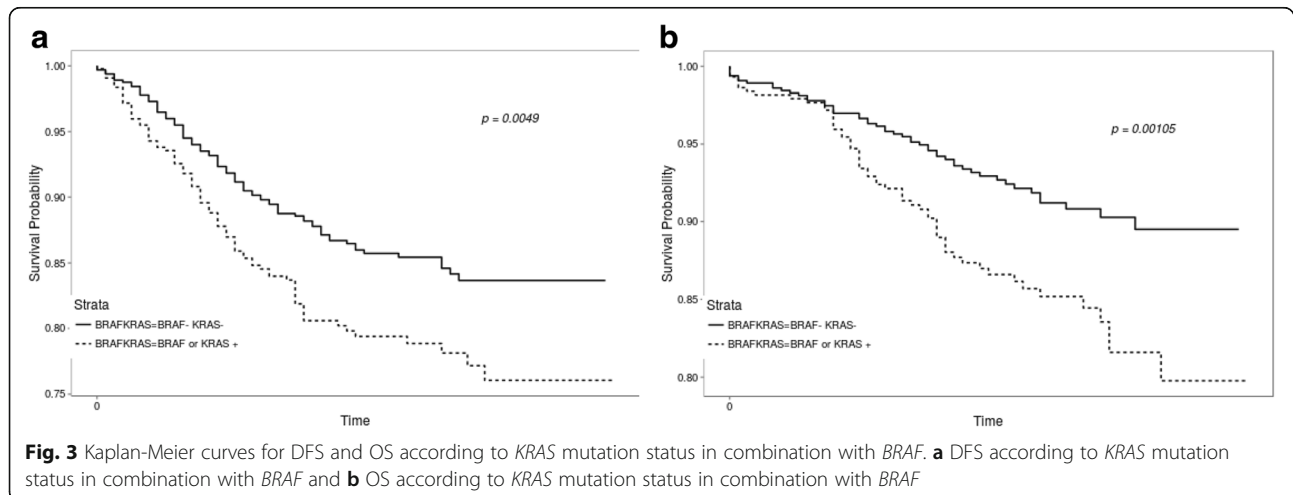 a
1.00
0.95
0.90
0.85
0.80
0.75
Survival Probability
p = 0.0049
Strata
BRAFKRAS=BRAF- KRAS-
BRAFKRAS=BRAF or KRAS +
0
Time
b
1.00
0.95
0.90
0.85
0.80
Survival Probability
p = 0.00105
Strata
BRAFKRAS=BRAF- KRAS-
BRAFKRAS=BRAF or KRAS +
0
Time
Fig. 3 Kaplan-Meier curves for DFS and OS according to KRAS mutation status in combination with BRAF. a DFS according to KRAS mutation
status in combination with BRAF and b OS according to KRAS mutation status in combination with BRAF